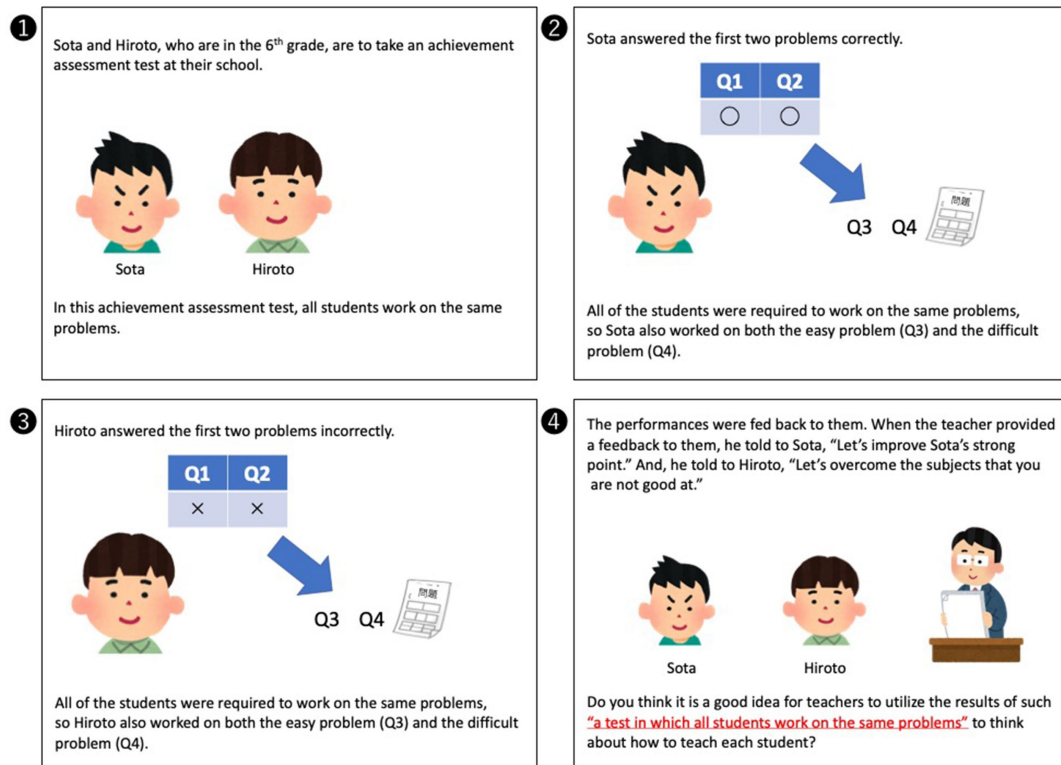 ❶
Sota and Hiroto, who are in the 6th grade, are to take an achievement
assessment test at their school.
Sota
Hiroto
In this achievement assessment test, all students work on the same
problems.
❷
Sota answered the first two problems correctly.
Q1 Q2
○ ○
Q3 Q4
問題
All of the students were required to work on the same problems,
so Sota also worked on both the easy problem (Q3) and the difficult
problem (Q4).
❸
Hiroto answered the first two problems incorrectly.
Q1 Q2
× ×
Q3 Q4
問題
All of the students were required to work on the same problems,
so Hiroto also worked on both the easy problem (Q3) and the difficult
problem (Q4).
❹
The performances were fed back to them. When the teacher provided
a feedback to them, he told to Sota, “Let’s improve Sota’s strong
point.” And, he told to Hiroto, “Let’s overcome the subjects that you
are not good at.”
Sota
Hiroto
Do you think it is a good idea for teachers to utilize the results of such
“a test in which all students work on the same problems” to think
about how to teach each student?